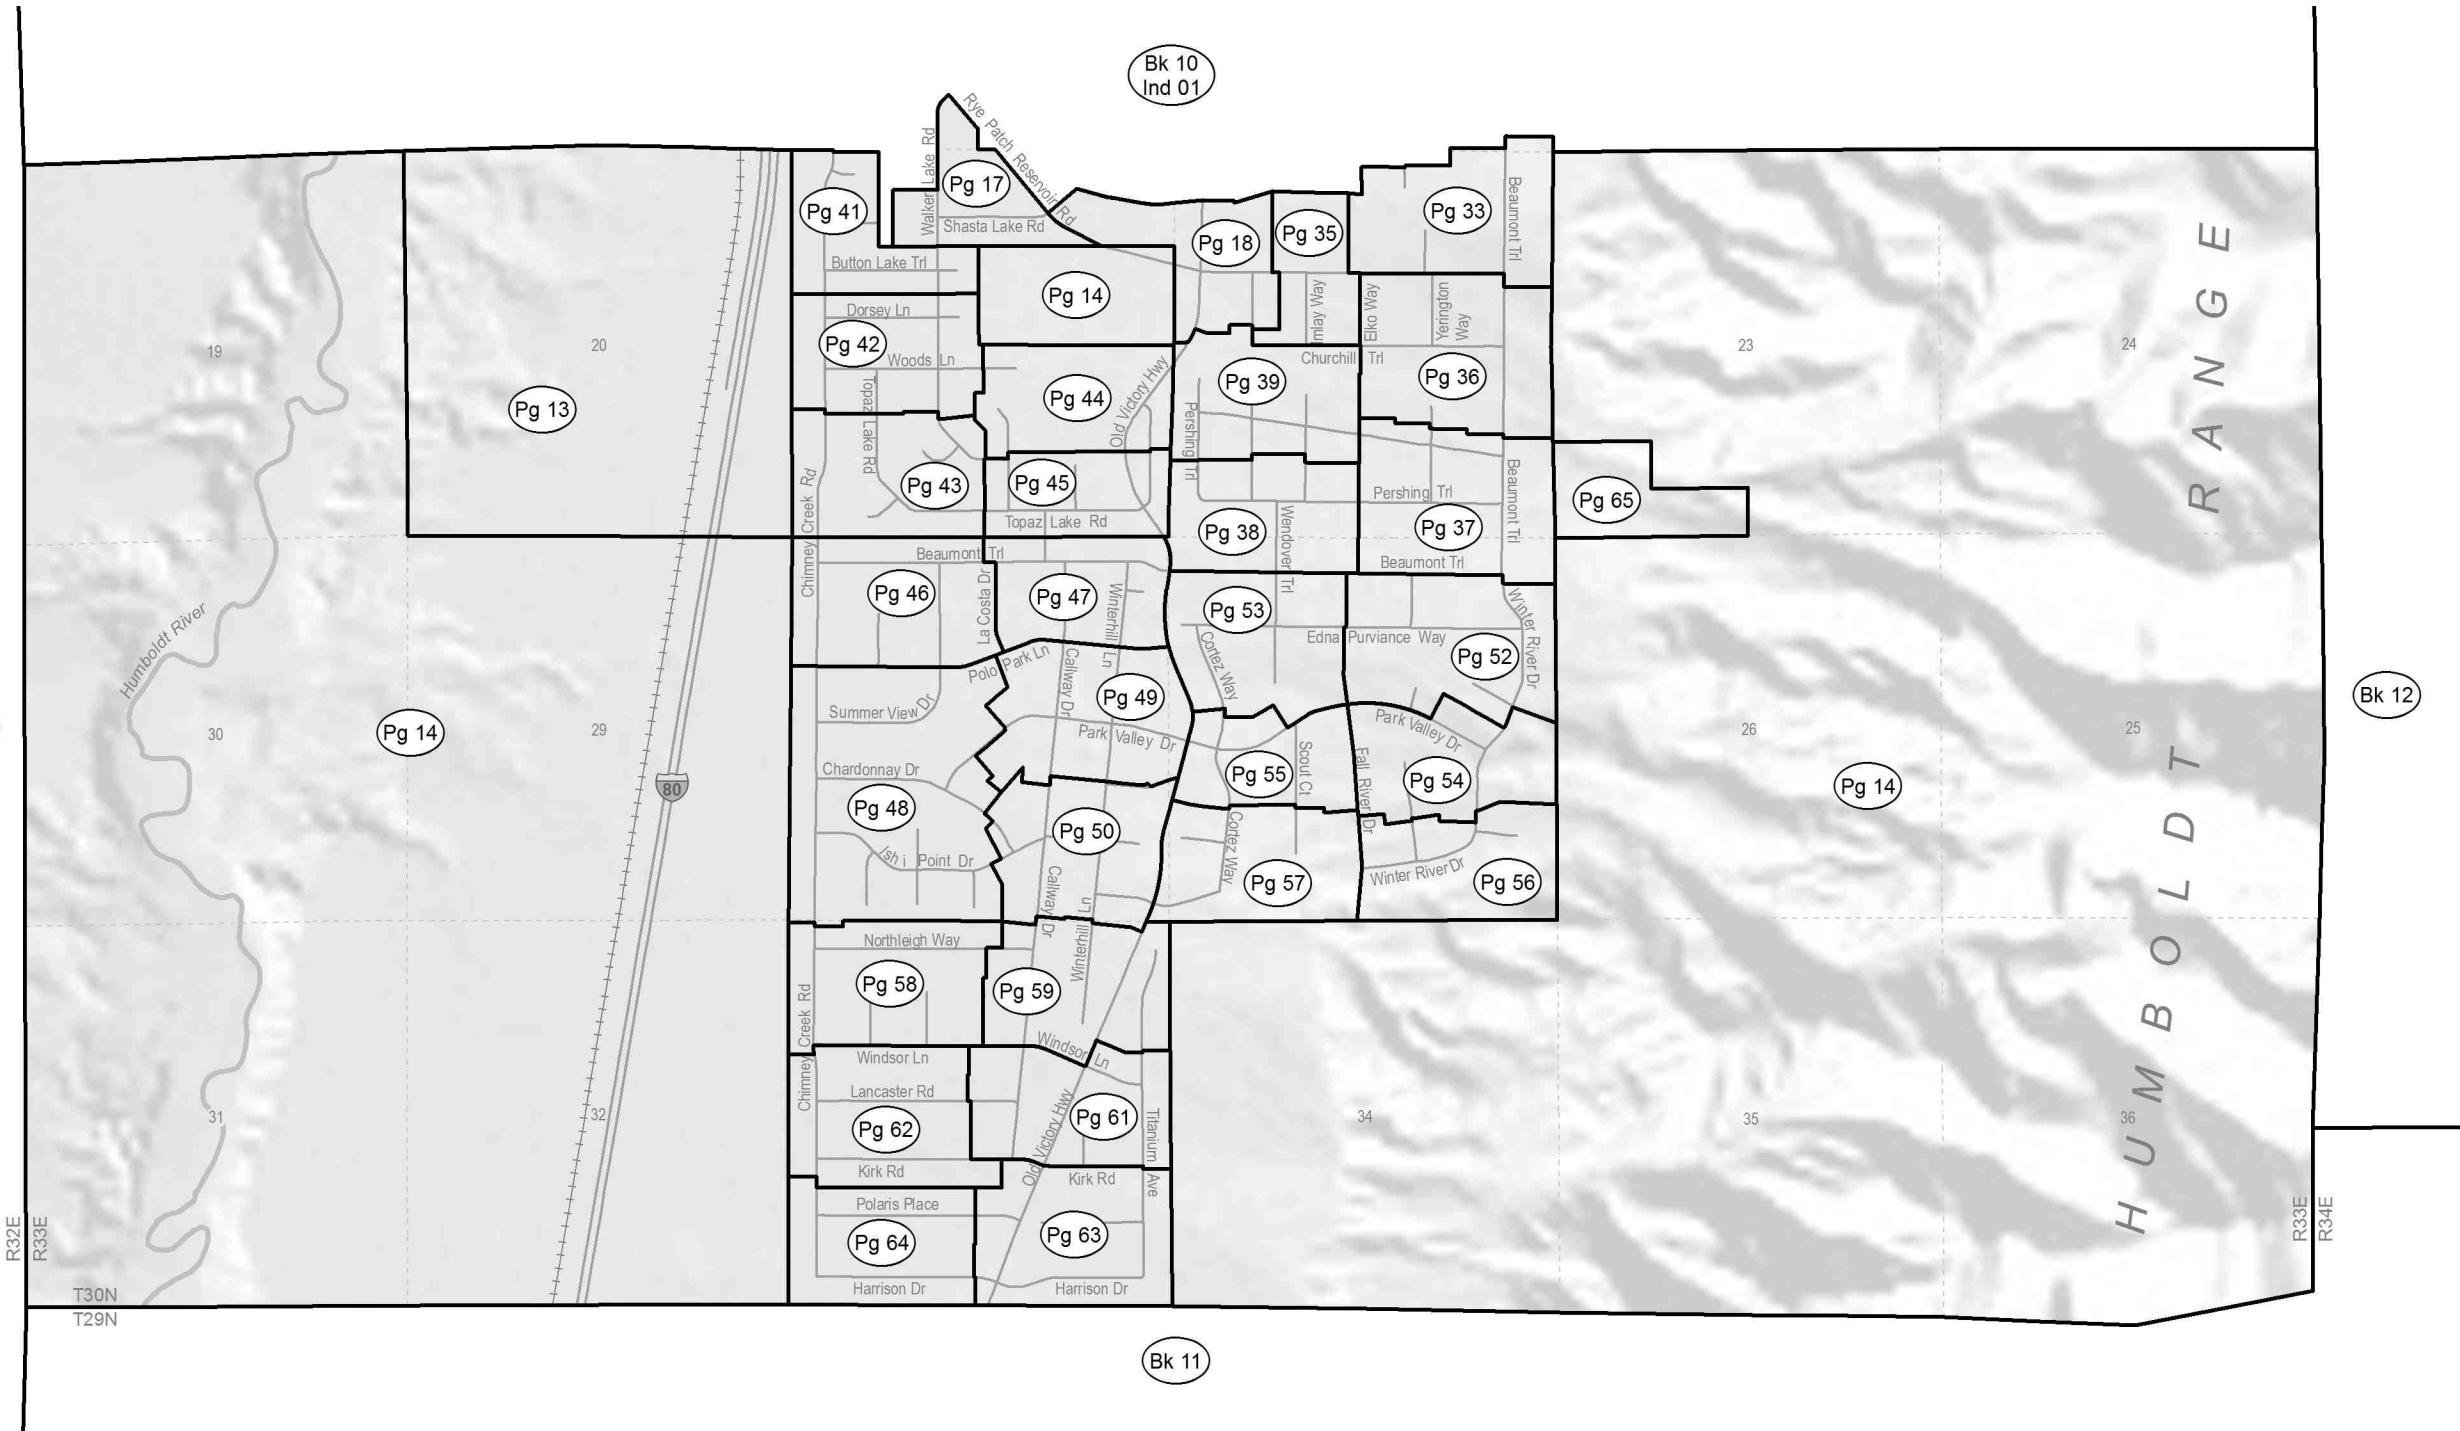 Bk 10
Ind 01
Rye Patch Reservoir Rd
Walker Lake Rd
Pg 17
Shasta Lake Rd
Pg 41
Pg 18
Pg 35
Pg 33
Beaumont Trl
Button Lake Trl
Pg 14
Imlay Way
Elko Way
Yerington
Way
Dorsey Ln
Pg 42
Woods Ln
Topaz Lake Rd
Pg 44
Old Victory Hwy
Churchill Trl
Pg 39
Pg 36
Pershing Trl
19
20
Pg 13
23
24
HUMBOLDT RANGE
Chimney Creek Rd
Pg 43
Pg 45
Topaz Lake Rd
Pg 38
Wendover Trl
Pershing Trl
Pg 37
Beaumont Trl
Beaumont Trl
Pg 65
Beaumont Trl
Humboldt River
Pg 46
La Costa Dr
Pg 47
Winterhill Ln
Pg 53
Cortez Way
Edna Purviance Way
Pg 52
Winter River Dr
Polo Park Ln
Callway Dr
Pg 49
Summer View Dr
Park Valley Dr
Park Valley Dr
30
Pg 14
29
26
25
Bk 12
Chardonnay Dr
80
Pg 48
Pg 55
Scout Ct
Fall River Dr
Pg 54
Pg 14
Ishi Point Dr
Pg 50
Callway Dr
Winterhill Ln
Cortez Way
Pg 57
Winter River Dr
Pg 56
Northleigh Way
Pg 58
Pg 59
Chimney Creek Rd
Windsor Ln
Windsor Ln
Lancaster Rd
Pg 62
Old Victory Hwy
Pg 61
Titanium Ave
31
32
34
35
36
Kirk Rd
Kirk Rd
Polaris Place
Pg 64
Pg 63
Harrison Dr
Harrison Dr
R32E
R33E
R33E
R34E
T30N
T29N
Bk 11